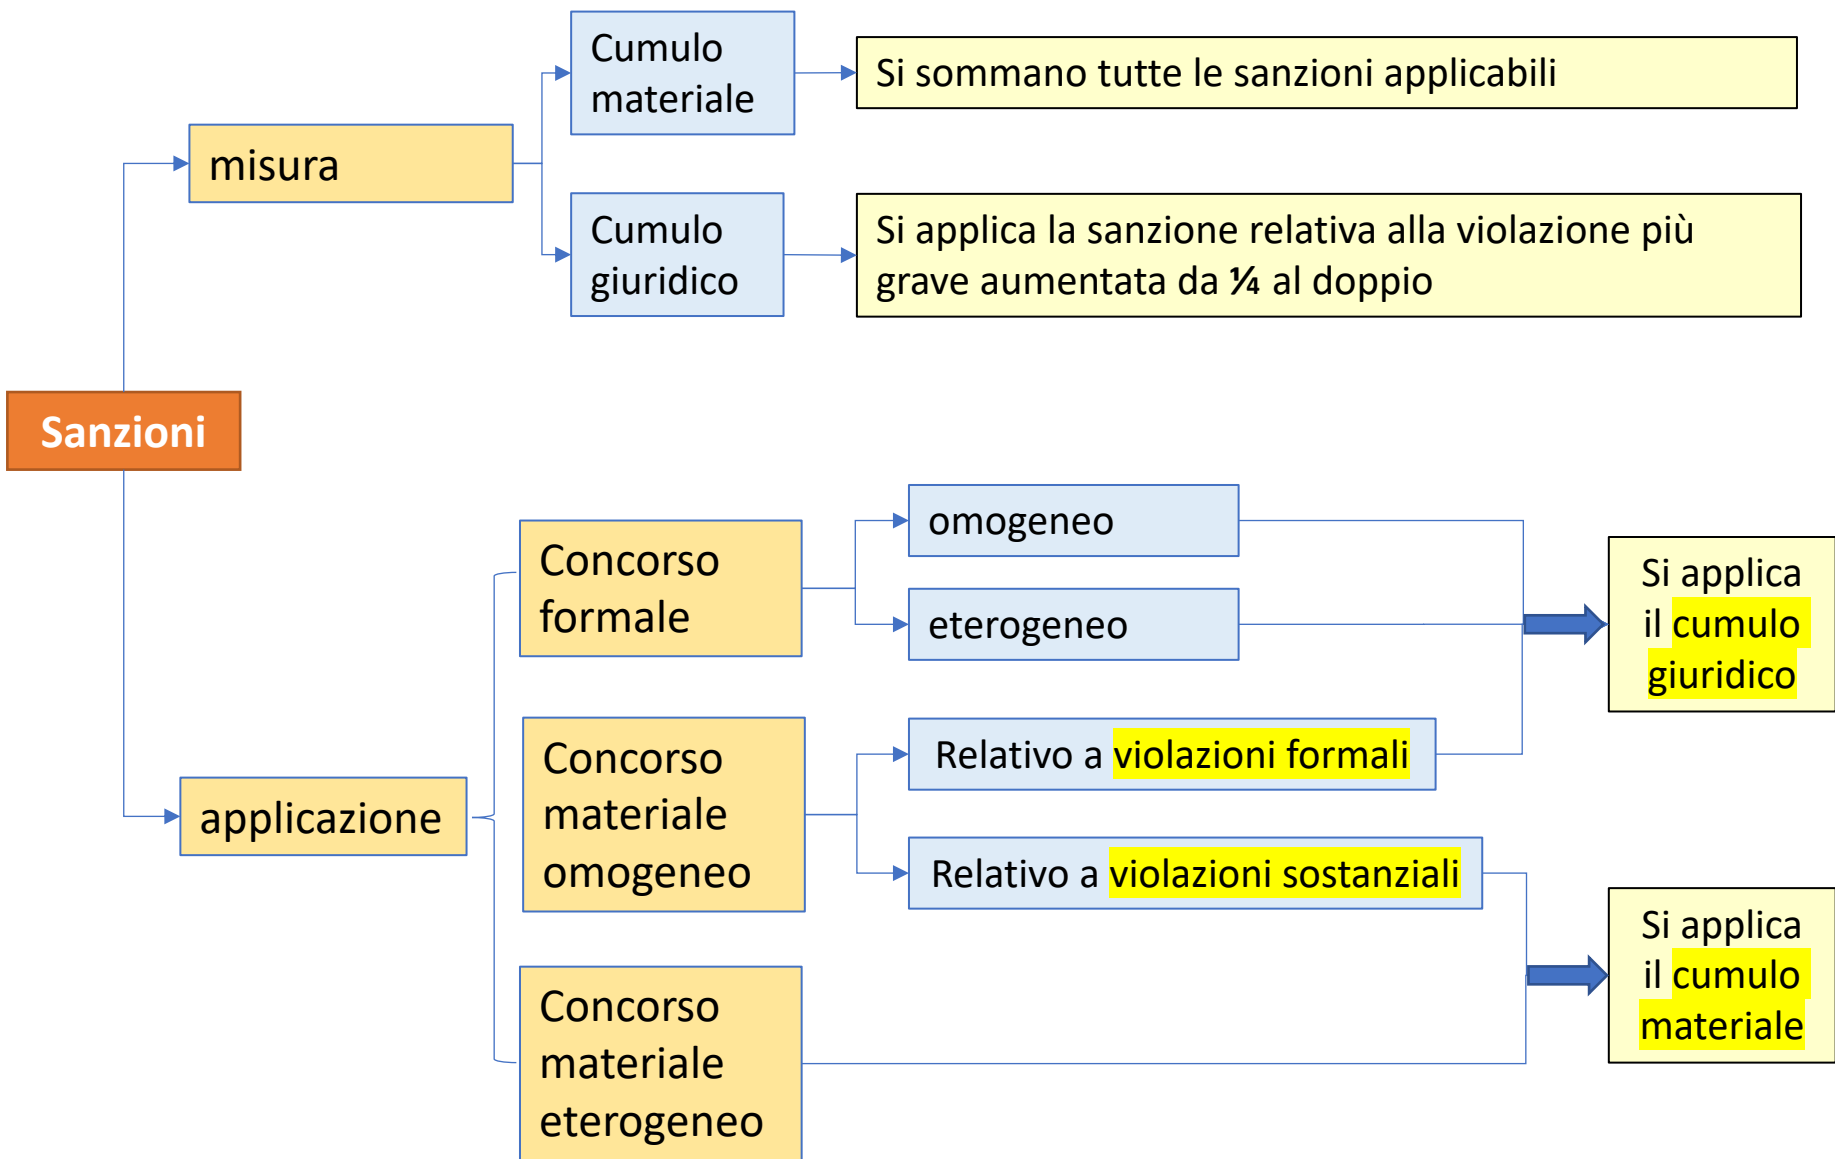 Cumulo
materiale
Si sommano tutte le sanzioni applicabili
misura
Cumulo
giuridico
Si applica la sanzione relativa alla violazione più
grave aumentata da ¼ al doppio
Sanzioni
Concorso
formale
omogeneo
eterogeneo
Si applica
il cumulo
giuridico
applicazione
Concorso
materiale
omogeneo
Relativo a violazioni formali
Relativo a violazioni sostanziali
Si applica
il cumulo
materiale
Concorso
materiale
eterogeneo